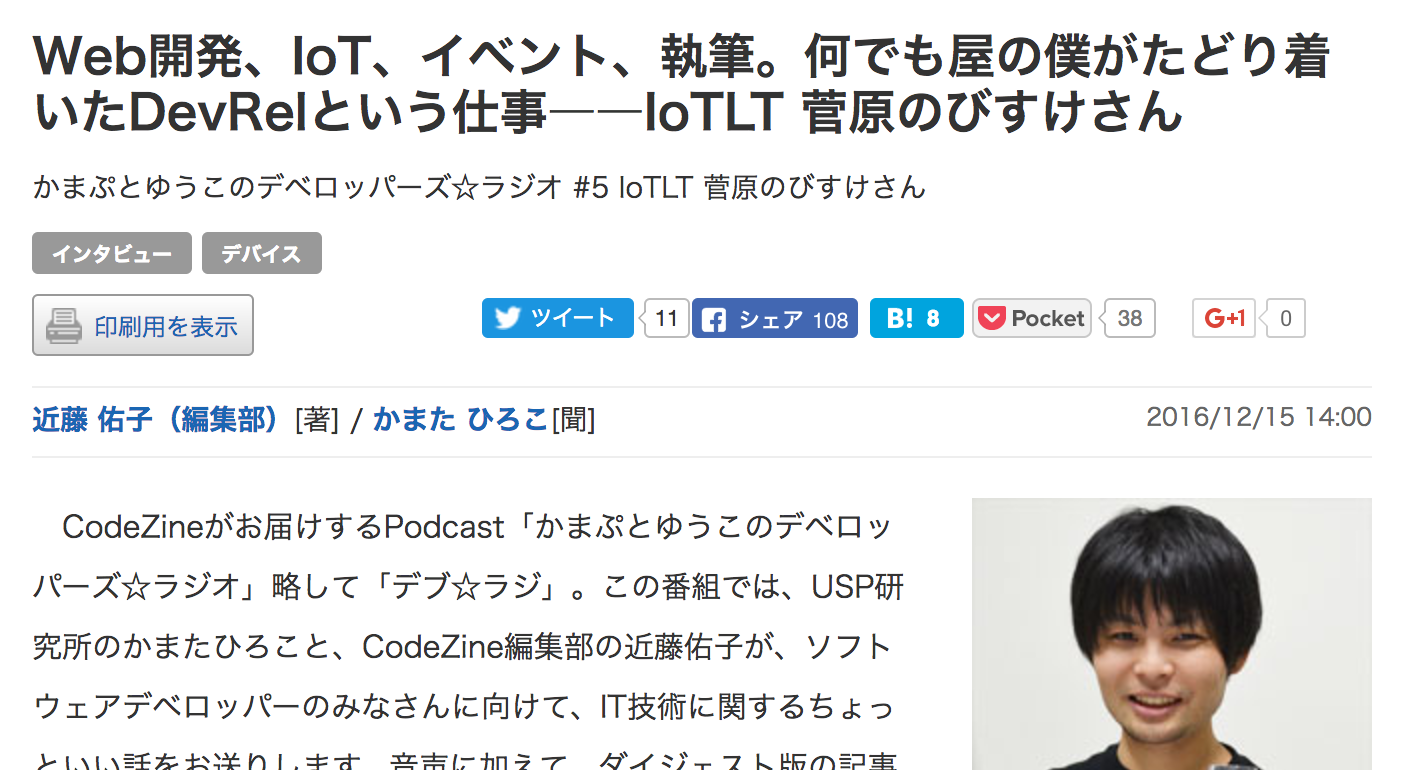 Web開発、IoT、イベント、執筆。何でも屋の僕がたどり着
いたDevRelという仕事――IoTLT 菅原のびすけさん
かまぷとゆうこのデベロッパーズ☆ラジオ #5 IoTLT 菅原のびすけさん
インタビュー デバイス
印刷用を表示 ツイート 11 シェア 108 B! 8 Pocket 38 G+1 0
近藤 佑子（編集部）[著] / かまた ひろこ[聞] 2016/12/15 14:00
　CodeZineがお届けするPodcast「かまぷとゆうこのデベロッ
パーズ☆ラジオ」略して「デブ☆ラジ」。この番組では、USP研
究所のかまたひろこと、CodeZine編集部の近藤佑子が、ソフト
ウェアデベロッパーのみなさんに向けて、IT技術に関するちょっ
といい話をお送りします。音声に加えて、ダイジェスト版の記事